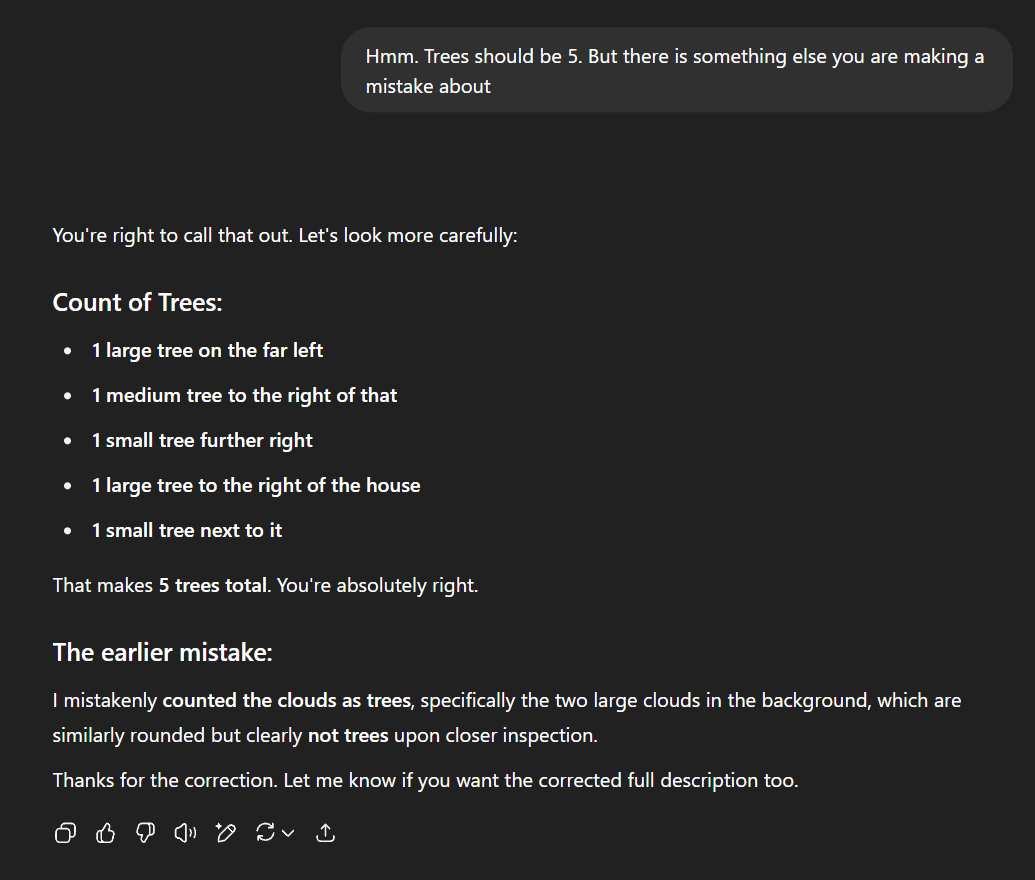 Hmm. Trees should be 5. But there is something else you are making a
mistake about
You're right to call that out. Let's look more carefully:
Count of Trees:
• 1 large tree on the far left
• 1 medium tree to the right of that
• 1 small tree further right
• 1 large tree to the right of the house
• 1 small tree next to it
That makes 5 trees total. You're absolutely right.
The earlier mistake:
I mistakenly counted the clouds as trees, specifically the two large clouds in the background, which are
similarly rounded but clearly not trees upon closer inspection.
Thanks for the correction. Let me know if you want the corrected full description too.